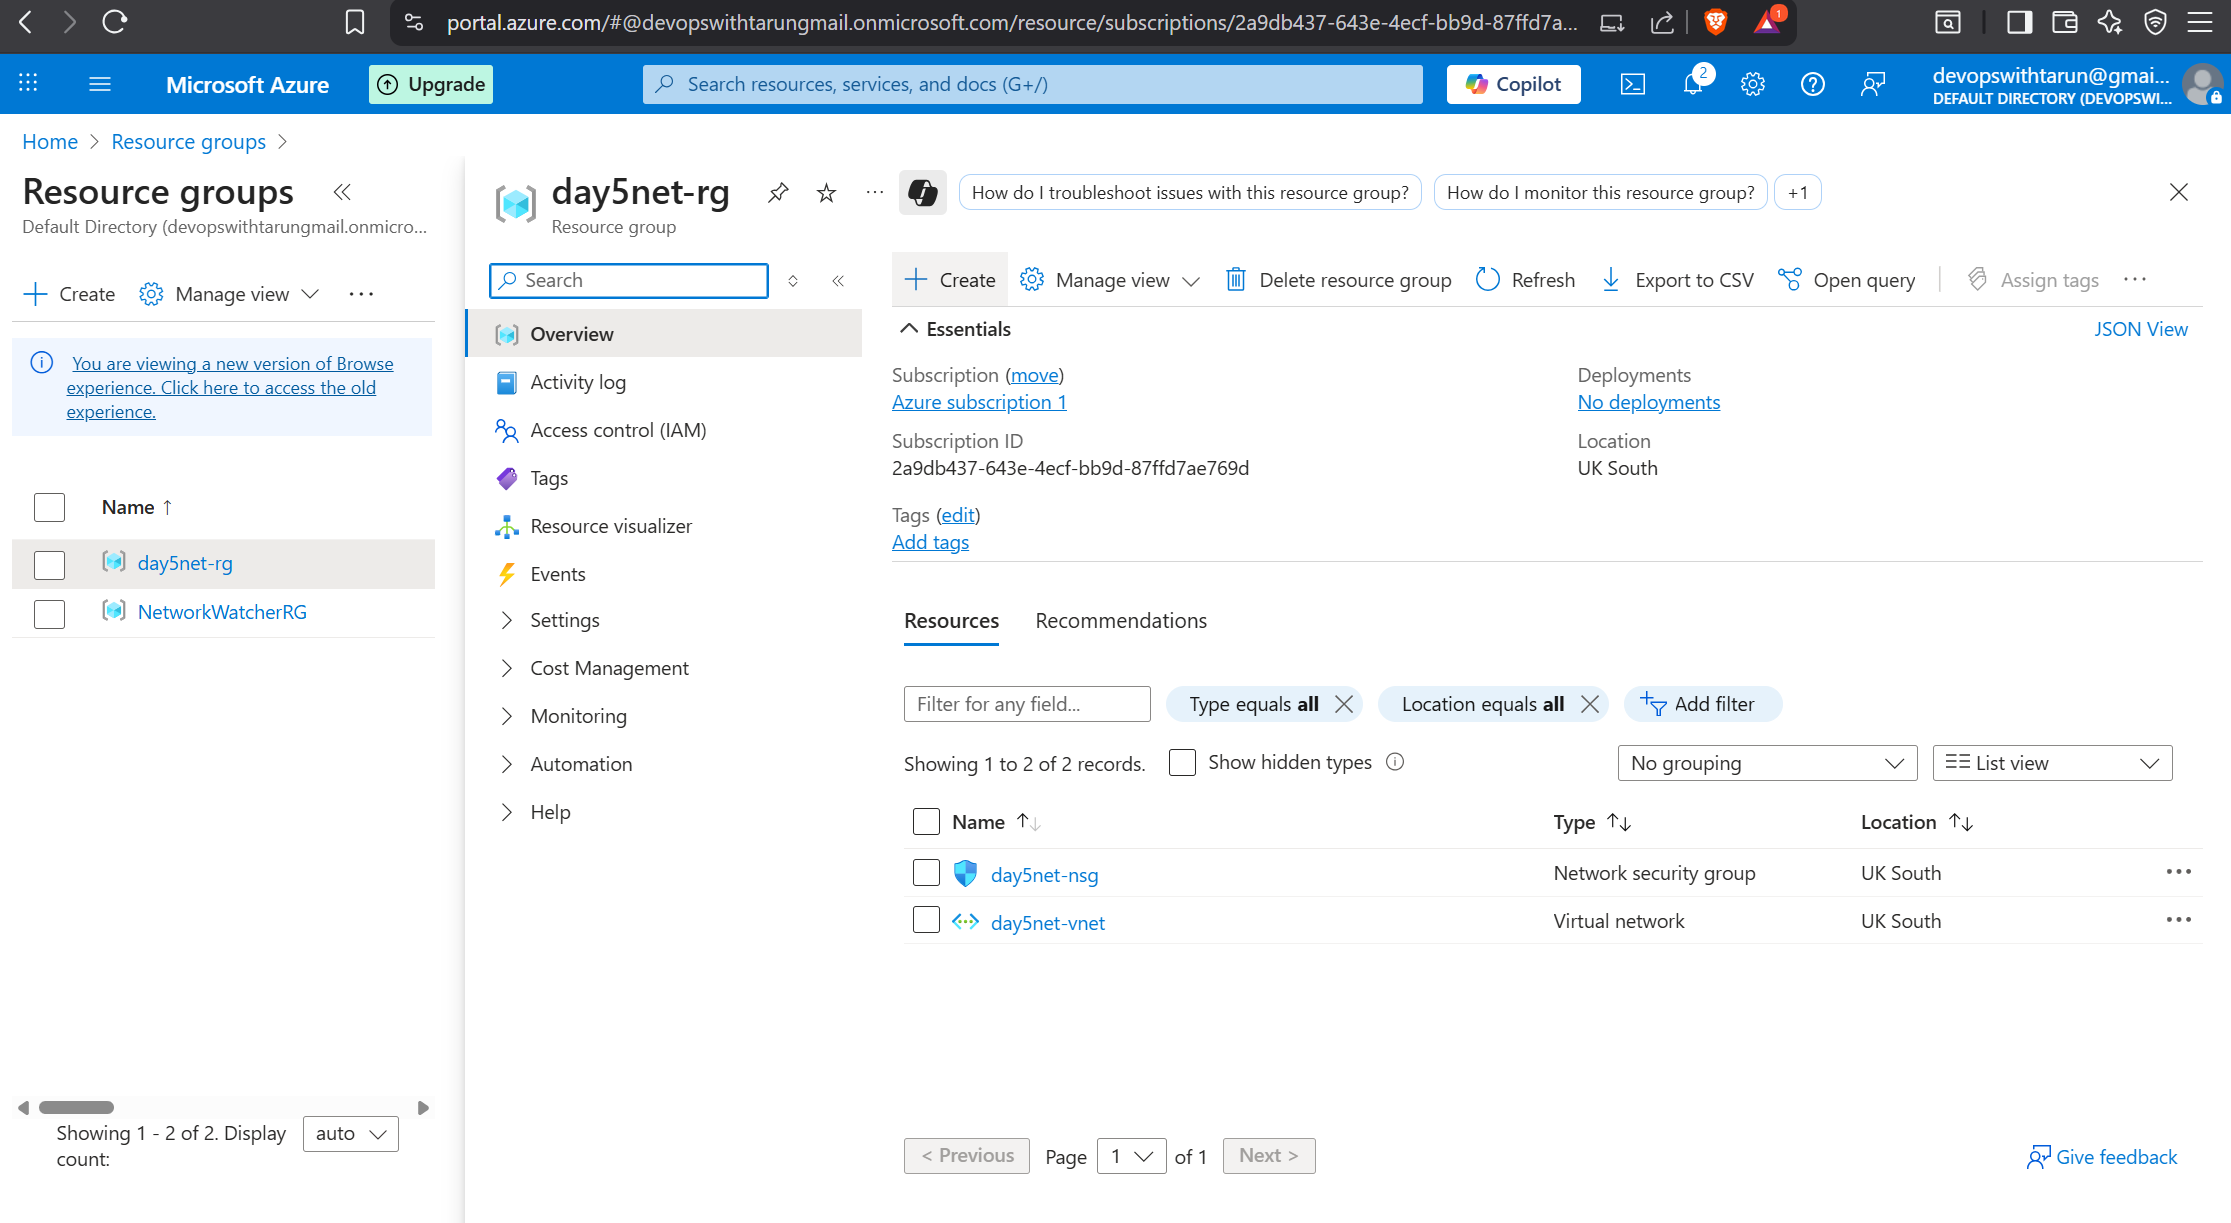 portal.azure.com/#@devopswithtarungmail.onmicrosoft.com/resource/subscriptions/2a9db437-643e-4ecf-bb9d-87ffd7a...
1
Microsoft Azure
Upgrade
Search resources, services, and docs (G+/)
Copilot
2
devopswithtarun@gmai...
DEFAULT DIRECTORY (DEVOPSWI...
Home > Resource groups >
Resource groups
Default Directory (devopswithtarungmail.onmicro...
Create
Manage view
You are viewing a new version of Browse
experience. Click here to access the old
experience.
Name ↑
day5net-rg
NetworkWatcherRG
Showing 1 - 2 of 2. Display
count:
auto
day5net-rg
Resource group
How do I troubleshoot issues with this resource group?
How do I monitor this resource group?
+1
Search
Overview
Activity log
Access control (IAM)
Tags
Resource visualizer
Events
Settings
Cost Management
Monitoring
Automation
Help
Create
Manage view
Delete resource group
Refresh
Export to CSV
Open query
Assign tags
Essentials
JSON View
Subscription (move)
Azure subscription 1
Subscription ID
2a9db437-643e-4ecf-bb9d-87ffd7ae769d
Tags (edit)
Add tags
Deployments
No deployments
Location
UK South
Resources
Recommendations
Filter for any field...
Type equals all
Location equals all
Add filter
Showing 1 to 2 of 2 records.
Show hidden types
No grouping
List view
Name ↑↓ Type ↑↓ Location ↑↓
day5net-nsg Network security group UK South
day5net-vnet Virtual network UK South
< Previous
Page 1 of 1
Next >
Give feedback